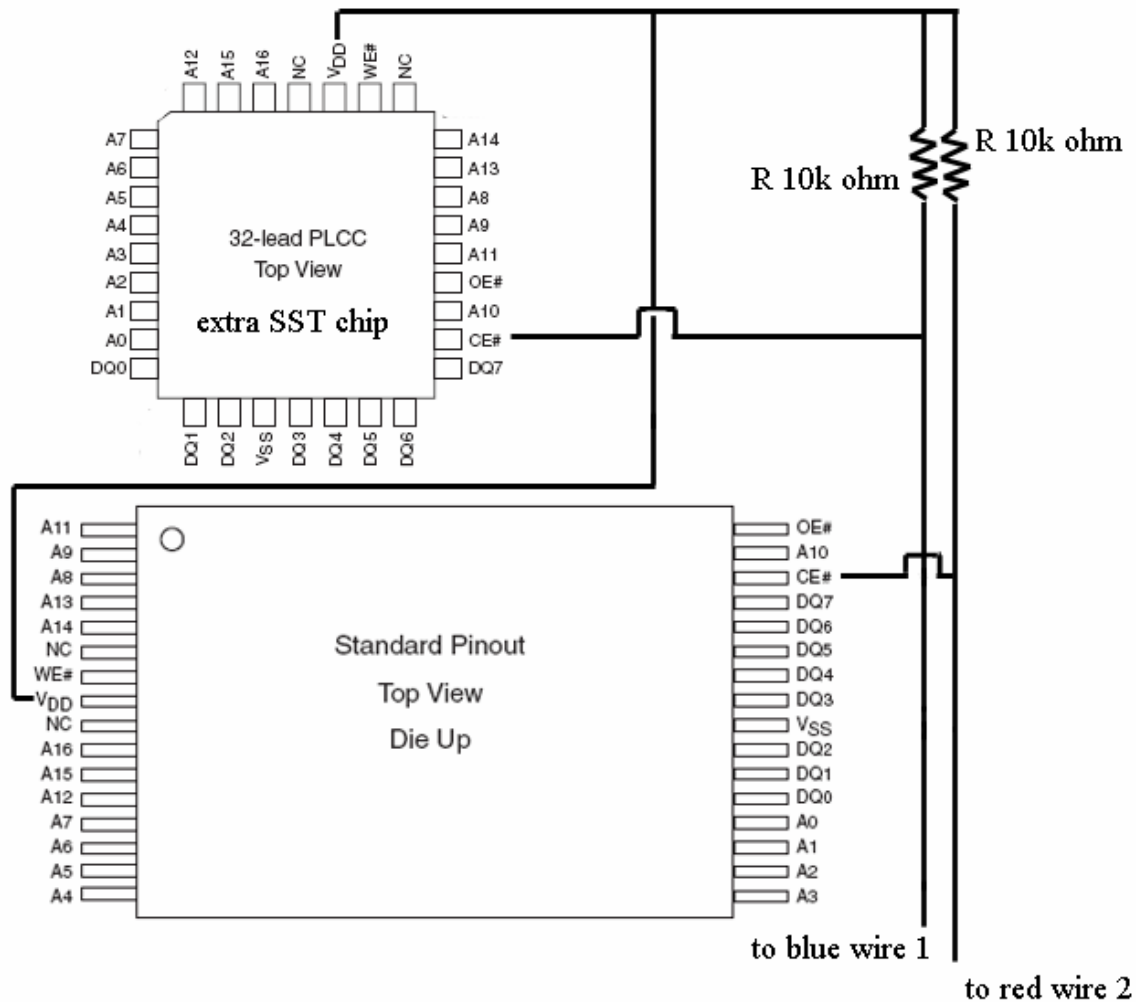 A12
A15
A16
NC
VDD
WE#
NC
A7
A6
A5
A4
A3
A2
A1
A0
DQ0
A14
A13
A8
A9
A11
OE#
A10
CE#
DQ7
32-lead PLCC
Top View
extra SST chip
DQ1
DQ2
VSS
DQ3
DQ4
DQ5
DQ6
R 10k ohm
R 10k ohm
A11
A9
A8
A13
A14
NC
WE#
VDD
NC
A16
A15
A12
A7
A6
A5
A4
Standard Pinout
Top View
Die Up
OE#
A10
CE#
DQ7
DQ6
DQ5
DQ4
DQ3
VSS
DQ2
DQ1
DQ0
A0
A1
A2
A3
to blue wire 1
to red wire 2